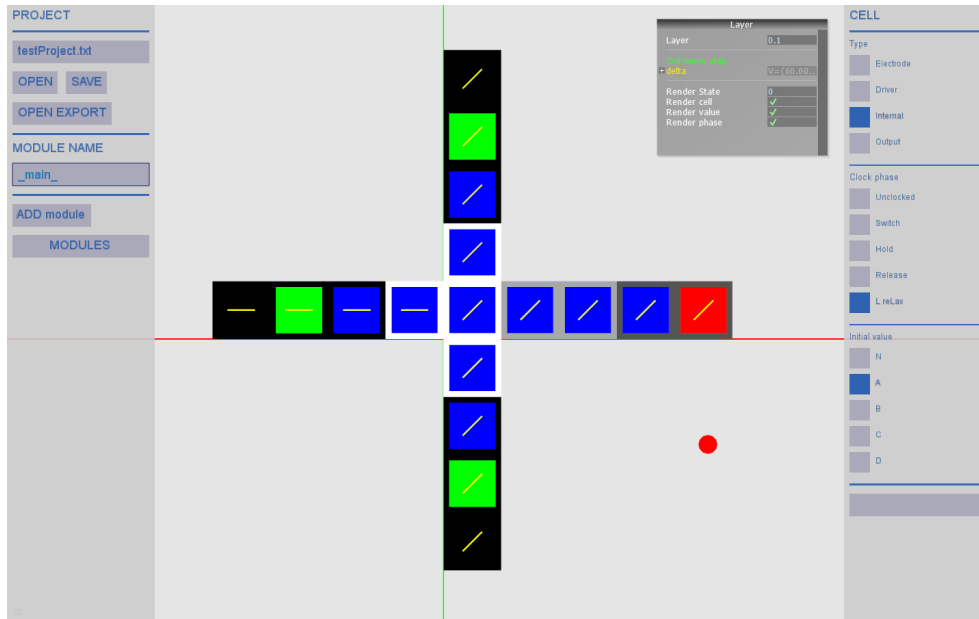 PROJECT
testProject.txt
OPEN SAVE
OPEN EXPORT
MODULE NAME
_main_
ADD module
MODULES
Layer
Layer 0.1
delta V={60.00..
Render State 0
Render cell
Render value
Render phase
CELL
Type
Electrode
Driver
Internal
Output
Clock phase
Unclocked
Switch
Hold
Release
L reLax
Initial value
N
A
B
C
D